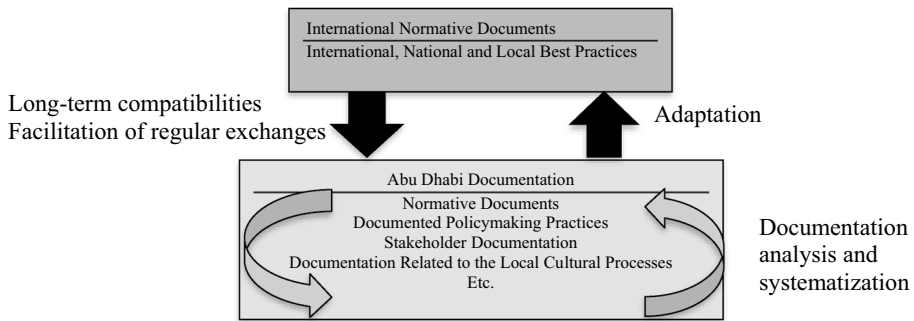 International Normative Documents
International, National and Local Best Practices
Long-term compatibilities
Facilitation of regular exchanges
Adaptation
Abu Dhabi Documentation
Normative Documents
Documented Policymaking Practices
Stakeholder Documentation
Documentation Related to the Local Cultural Processes
Etc.
Documentation
analysis and
systematization